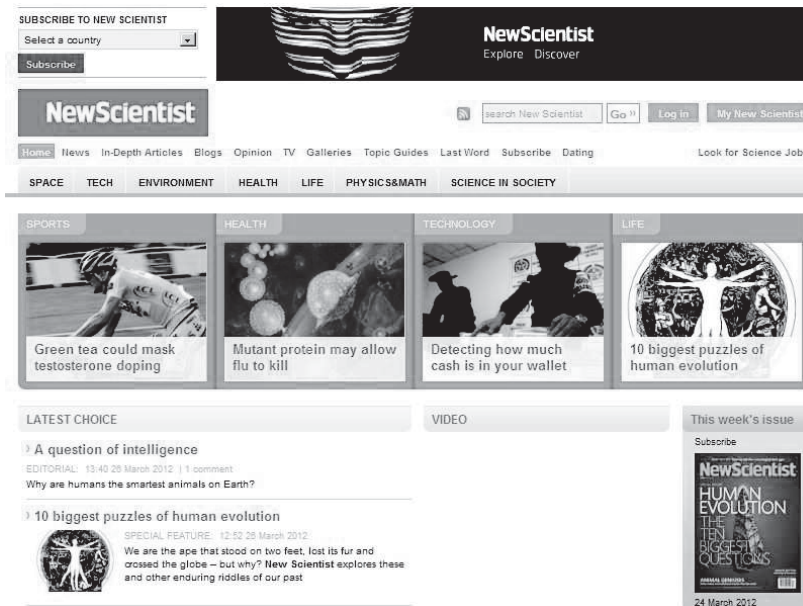 SUBSCRIBE TO NEW SCIENTIST
Select a country
Subscribe
NewScientist
Explore Discover
NewScientist
search New Scientist
Go »
Log in
My New Scientist
Home News In-Depth Articles Blogs Opinion TV Galleries Topic Guides Last Word Subscribe Dating
Look for Science Job
SPACE TECH ENVIRONMENT HEALTH LIFE PHYSICS&MATH SCIENCE IN SOCIETY
SPORTS
Green tea could mask
testosterone doping
HEALTH
Mutant protein may allow
flu to kill
TECHNOLOGY
Detecting how much
cash is in your wallet
LIFE
10 biggest puzzles of
human evolution
LATEST CHOICE
› A question of intelligence
EDITORIAL: 13:40 26 March 2012 | 1 comment
Why are humans the smartest animals on Earth?
› 10 biggest puzzles of human evolution
SPECIAL FEATURE: 12:52 26 March 2012
We are the ape that stood on two feet, lost its fur and
crossed the globe – but why? New Scientist explores these
and other enduring riddles of our past
VIDEO
This week's issue
Subscribe
NewScientist
HUMAN
EVOLUTION
THE
TEN
BIGGEST
QUESTIONS
24 March 2012